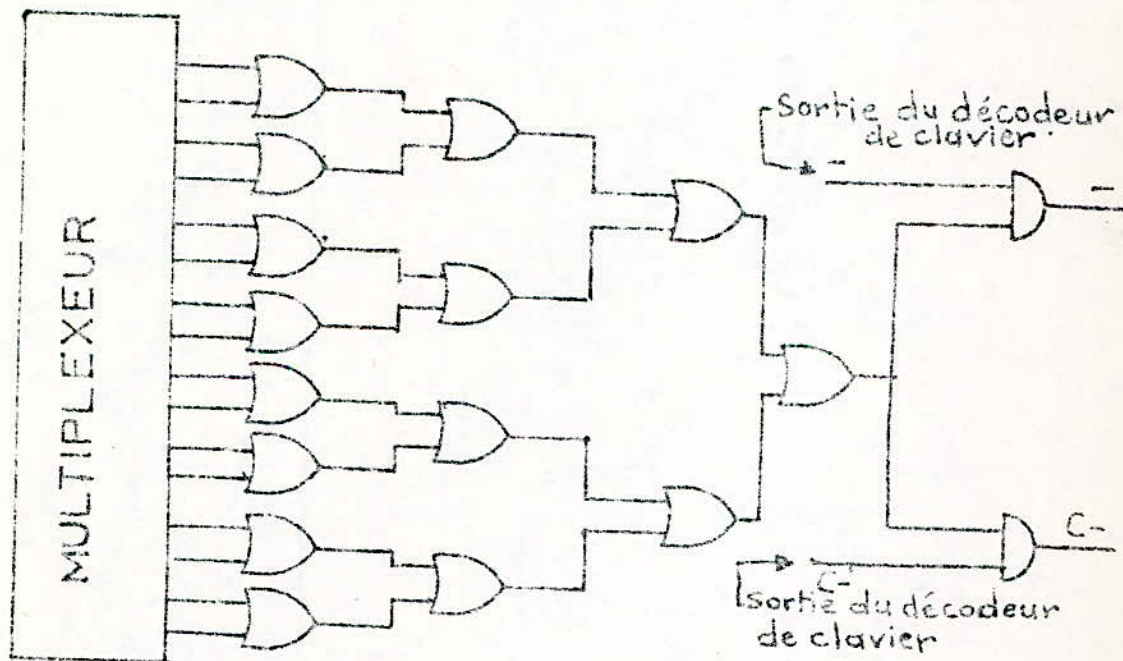 MULTIPLEXEUR
Sortie du décodeur
de clavier
-
-
C-
C-
Sortie du décodeur
de clavier